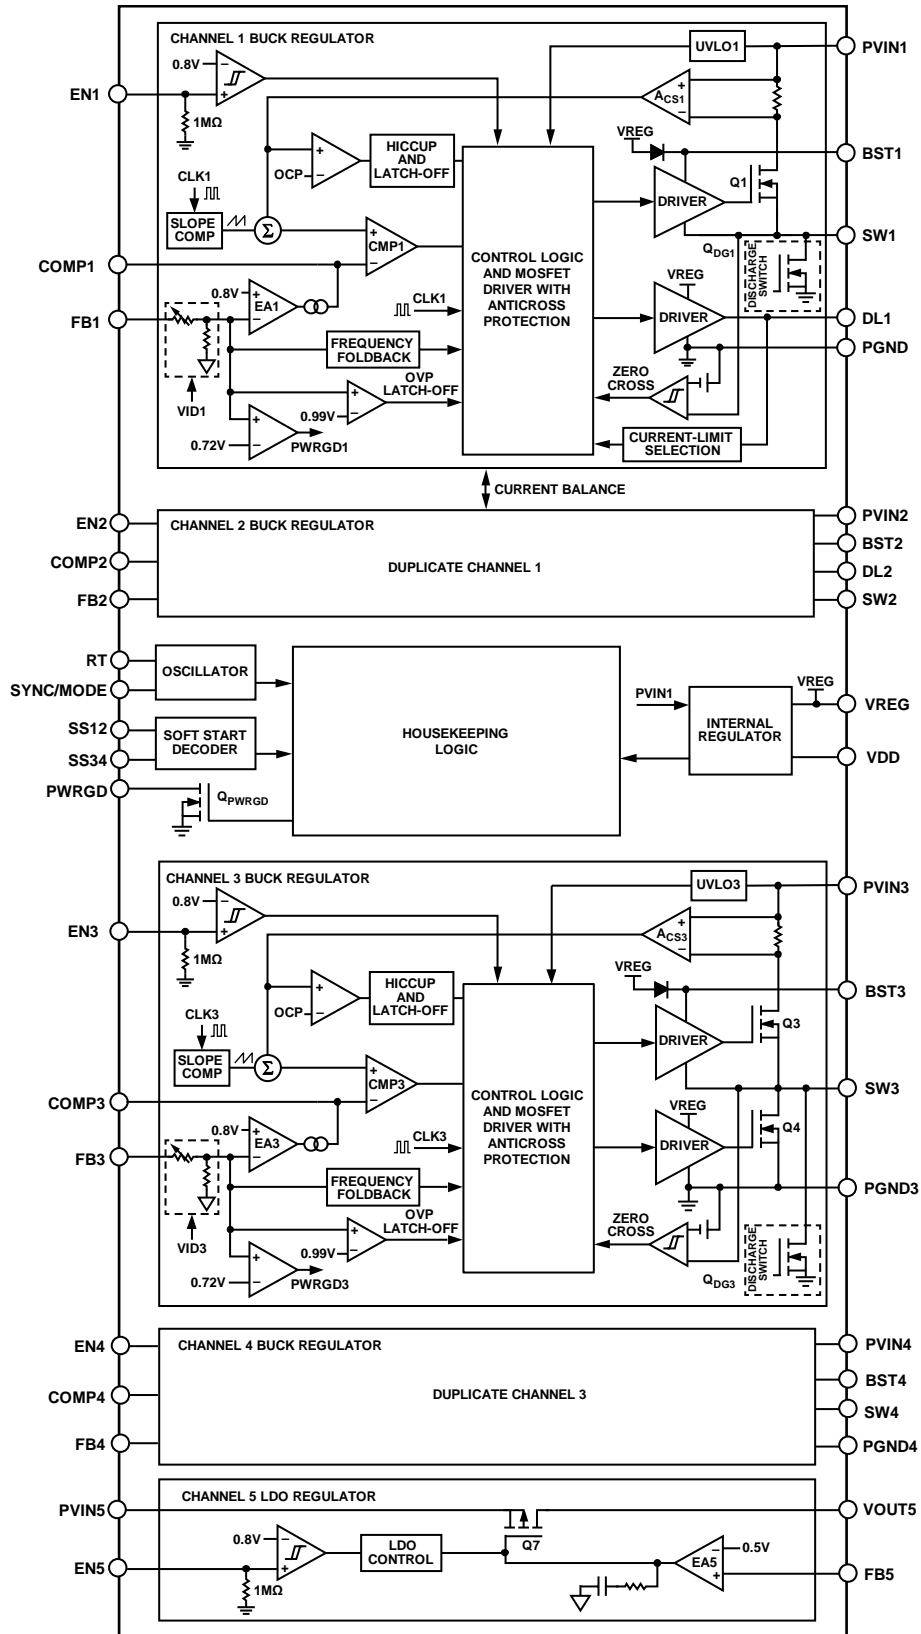 CHANNEL 1 BUCK REGULATOR
UVLO1
PVIN1
0.8V
EN1
1MΩ
ACS1
VREG
BST1
HICCUP
AND
LATCH-OFF
OCP
Q1
DRIVER
CLK1
SLOPE
COMP
Σ
CMP1
SW1
QDG1
DISCHARGE
SWITCH
COMP1
CONTROL LOGIC
AND MOSFET
DRIVER WITH
ANTICROSS
PROTECTION
0.8V
EA1
CLK1
VREG
DRIVER
FB1
DL1
PGND
FREQUENCY
FOLDBACK
VID1
OVP
LATCH-OFF
ZERO
CROSS
0.99V
0.72V
PWRGD1
CURRENT-LIMIT
SELECTION
CURRENT BALANCE
EN2
COMP2
FB2
CHANNEL 2 BUCK REGULATOR
DUPLICATE CHANNEL 1
PVIN2
BST2
DL2
SW2
RT
SYNC/MODE
OSCILLATOR
SS12
SS34
SOFT START
DECODER
PWRGD
QPWRGD
HOUSEKEEPING
LOGIC
PVIN1
INTERNAL
REGULATOR
VREG
VREG
VDD
CHANNEL 3 BUCK REGULATOR
UVLO3
PVIN3
0.8V
EN3
1MΩ
ACS3
VREG
BST3
HICCUP
AND
LATCH-OFF
OCP
Q3
DRIVER
CLK3
SLOPE
COMP
Σ
CMP3
SW3
COMP3
CONTROL LOGIC
AND MOSFET
DRIVER WITH
ANTICROSS
PROTECTION
0.8V
EA3
CLK3
VREG
DRIVER
Q4
FB3
PGND3
FREQUENCY
FOLDBACK
VID3
OVP
LATCH-OFF
ZERO
CROSS
0.99V
0.72V
PWRGD3
QDG3
DISCHARGE
SWITCH
EN4
COMP4
FB4
CHANNEL 4 BUCK REGULATOR
DUPLICATE CHANNEL 3
PVIN4
BST4
SW4
PGND4
CHANNEL 5 LDO REGULATOR
PVIN5
VOUT5
0.8V
EN5
1MΩ
LDO
CONTROL
Q7
EA5
0.5V
FB5